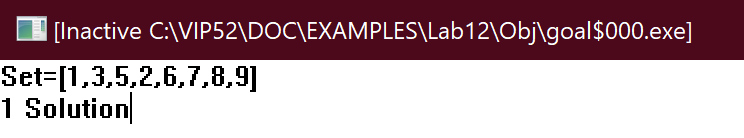 [Inactive C:\VIP52\DOC\EXAMPLES\Lab12\Obj\goal$000.exe]
Set=[1,3,5,2,6,7,8,9]
1 Solution